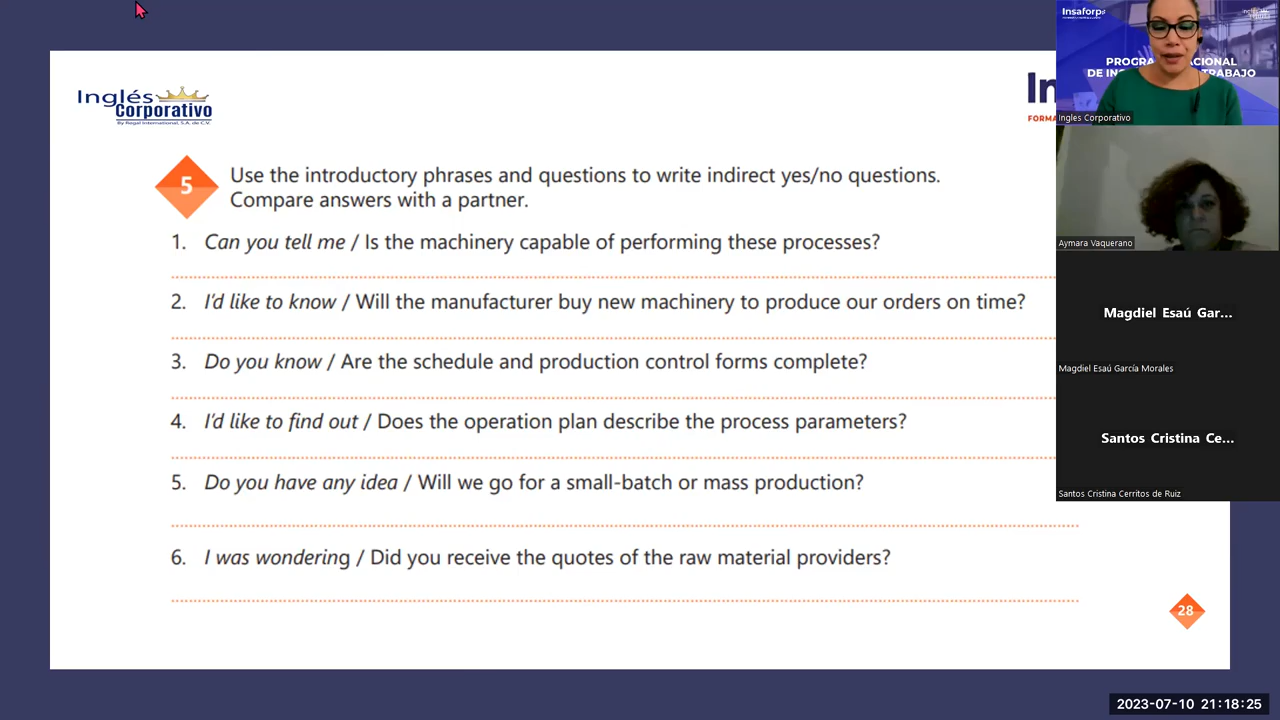 Inglés
Corporativo
By Regal International, S.A. de C.V.
5
Use the introductory phrases and questions to write indirect yes/no questions.
Compare answers with a partner.
1. Can you tell me / Is the machinery capable of performing these processes?
2. I'd like to know / Will the manufacturer buy new machinery to produce our orders on time?
3. Do you know / Are the schedule and production control forms complete?
4. I'd like to find out / Does the operation plan describe the process parameters?
5. Do you have any idea / Will we go for a small-batch or mass production?
6. I was wondering / Did you receive the quotes of the raw material providers?
28
Ingles Corporativo
Aymara Vaquerano
Magdiel Esaú Gar...
Magdiel Esaú García Morales
Santos Cristina Ce...
Santos Cristina Cerritos de Ruiz
2023-07-10 21:18:25